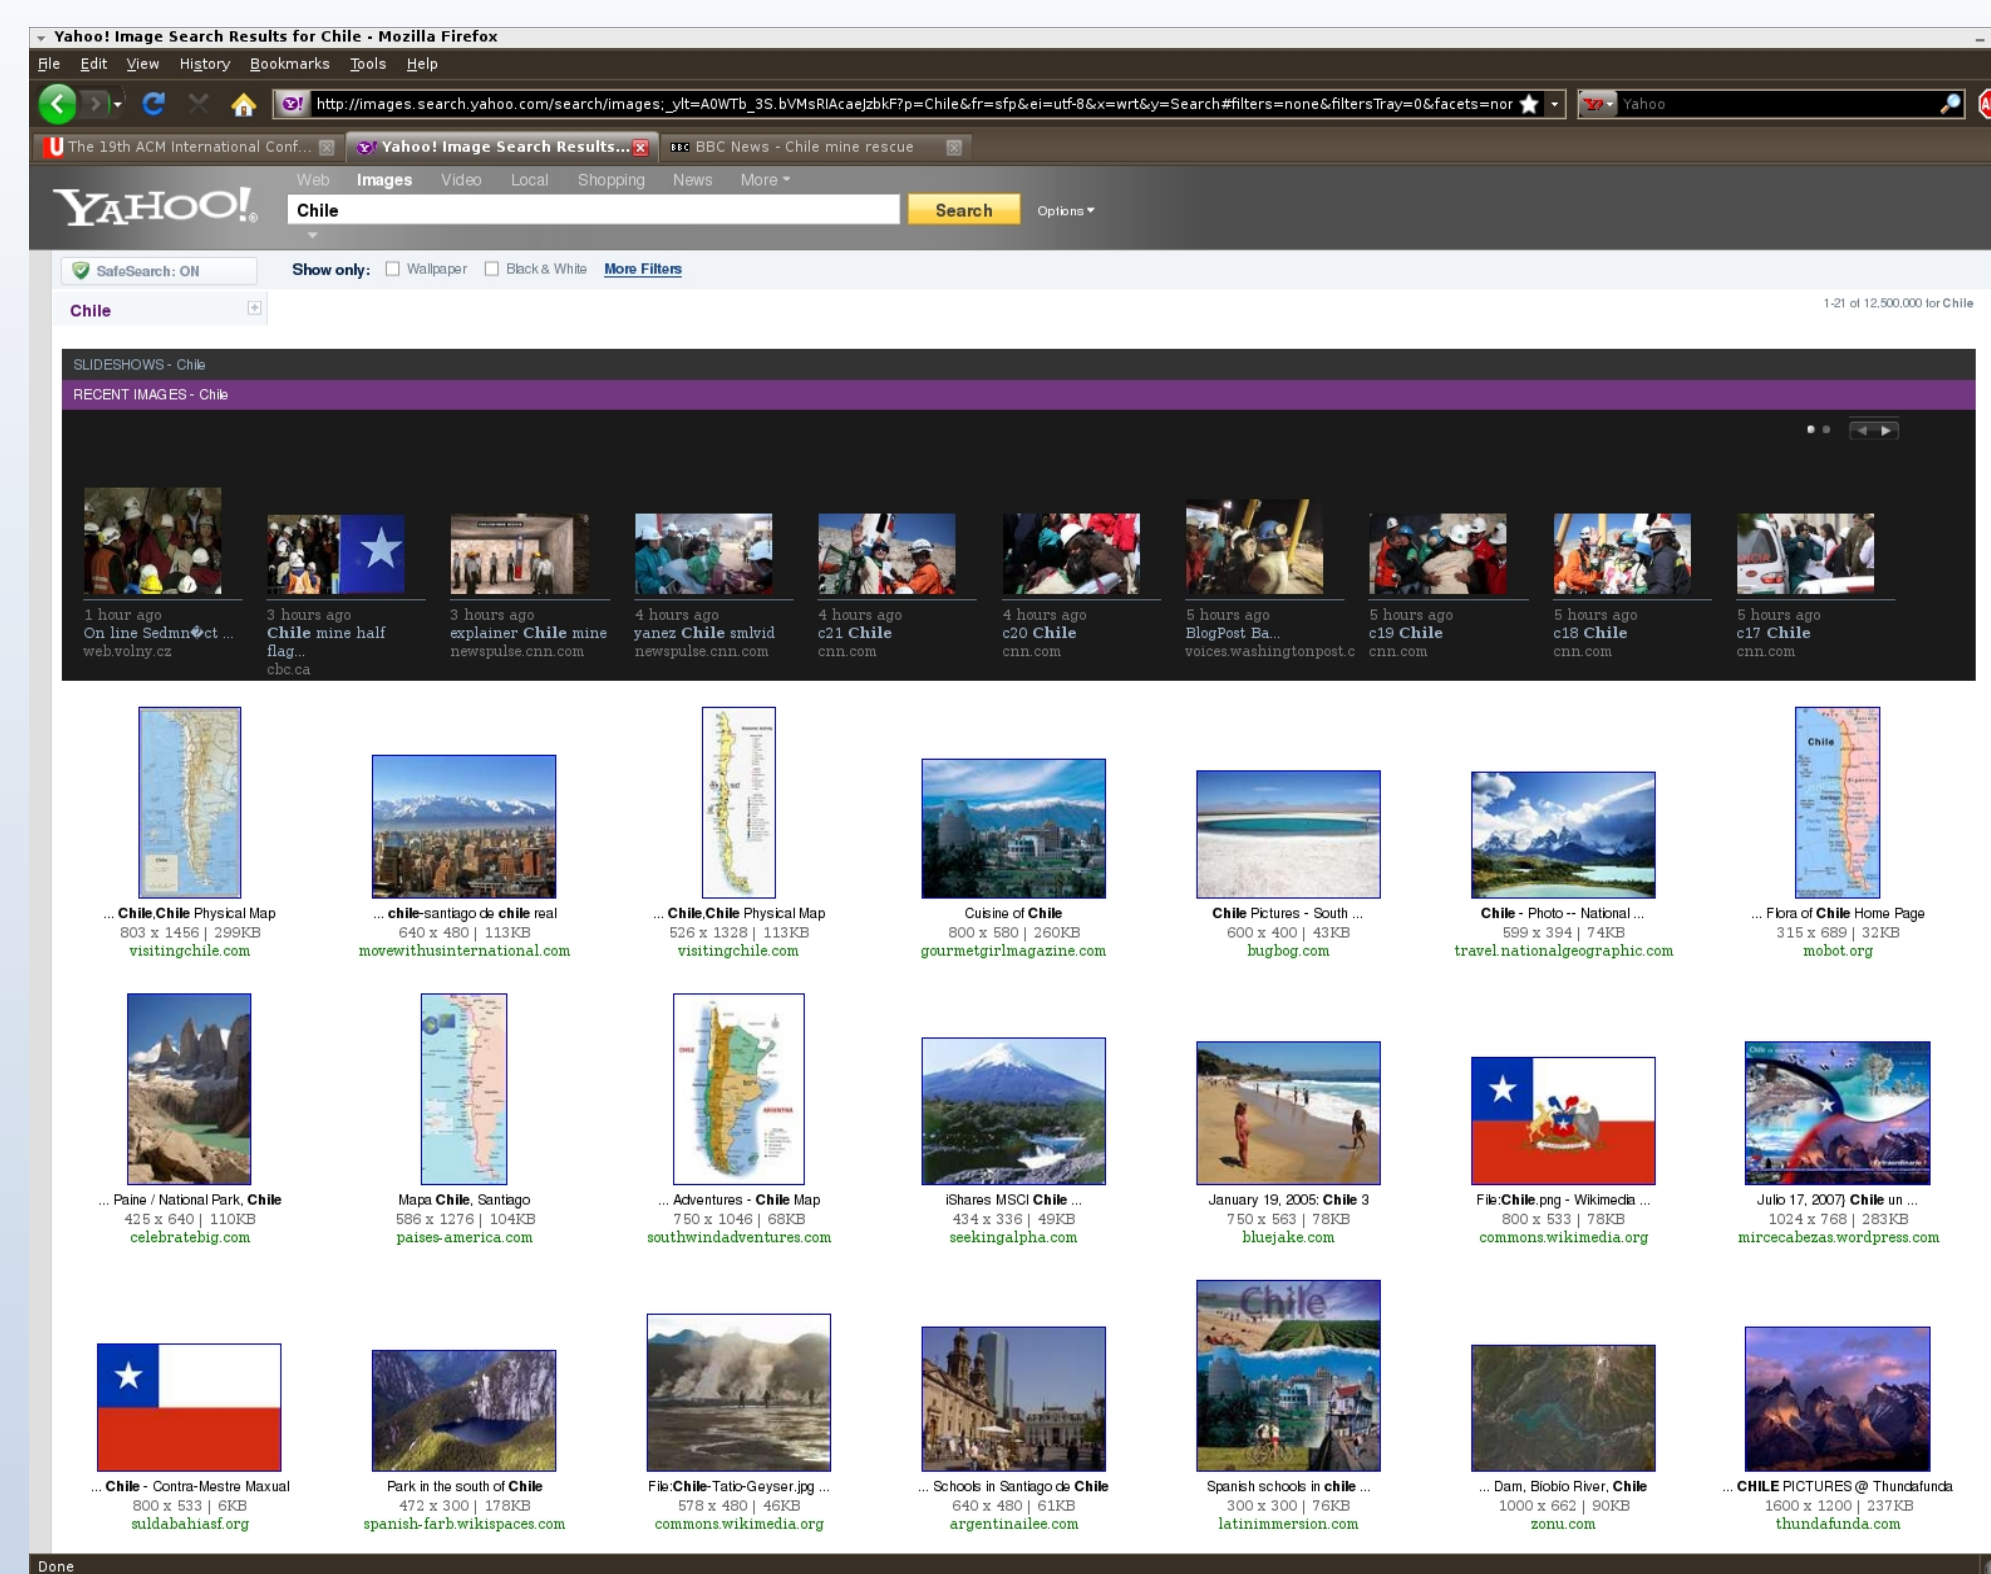 Yahoo! Image Search Results for Chile - Mozilla Firefox
File Edit View History Bookmarks Tools Help
http://images.search.yahoo.com/search/images;_ylt=A0WTb_3S.bVMsRIAcaeJzbkF?p=Chile&fr=sfp&ei=utf-8&x=wrt&y=Search#filters=none&filtersTray=0&facets=nor Yahoo
The 19th ACM International Conf... Yahoo! Image Search Results... BBC News - Chile mine rescue
Web Images Video Local Shopping News More
YAHOO!
Chile Search Options
SafeSearch: ON Show only: Wallpaper Black & White More Filters
Chile 1-21 of 12,500,000 for Chile
SLIDESHOWS - Chile
RECENT IMAGES - Chile
1 hour ago 3 hours ago 3 hours ago 4 hours ago 4 hours ago 4 hours ago 5 hours ago 5 hours ago 5 hours ago 5 hours ago
On line Sedmn�ct ... Chile mine half explainer Chile mine yanez Chile smlvid c21 Chile c20 Chile BlogPost Ba... c19 Chile c18 Chile c17 Chile
web.volny.cz flag... newspulse.cnn.com newspulse.cnn.com cnn.com cnn.com voices.washingtonpost.c cnn.com cnn.com cnn.com
cbc.ca
Chile
... Chile,Chile Physical Map ... chile-santiago de chile real ... Chile,Chile Physical Map Cuisine of Chile Chile Pictures - South ... Chile - Photo -- National ... ... Flora of Chile Home Page
803 x 1456 | 299KB 640 x 480 | 113KB 526 x 1328 | 113KB 800 x 580 | 260KB 600 x 400 | 43KB 599 x 394 | 74KB 315 x 689 | 32KB
visitingchile.com movewithusinternational.com visitingchile.com gourmetgirlmagazine.com bugbog.com travel.nationalgeographic.com mobot.org
CHILE
ARGENTINA
... Paine / National Park, Chile Mapa Chile, Santiago ... Adventures - Chile Map iShares MSCI Chile ... January 19, 2005: Chile 3 File:Chile.png - Wikimedia ... Julio 17, 2007} Chile un ...
425 x 640 | 110KB 586 x 1276 | 104KB 750 x 1046 | 68KB 434 x 336 | 49KB 750 x 563 | 78KB 800 x 533 | 78KB 1024 x 768 | 283KB
celebratebig.com paises-america.com southwindadventures.com seekingalpha.com bluejake.com commons.wikimedia.org mircecabezas.wordpress.com
Chile
... Chile - Contra-Mestre Maxual Park in the south of Chile File:Chile-Tatio-Geyser.jpg ... ... Schools in Santiago de Chile Spanish schools in chile ... ... Dam, Biobio River, Chile ... CHILE PICTURES @ Thundafunda
800 x 533 | 6KB 472 x 300 | 178KB 578 x 480 | 46KB 640 x 480 | 61KB 300 x 300 | 76KB 1000 x 662 | 90KB 1600 x 1200 | 237KB
suldabahiasf.org spanish-farb.wikispaces.com commons.wikimedia.org argentinailee.com latinimmersion.com zonu.com thundafunda.com
Done